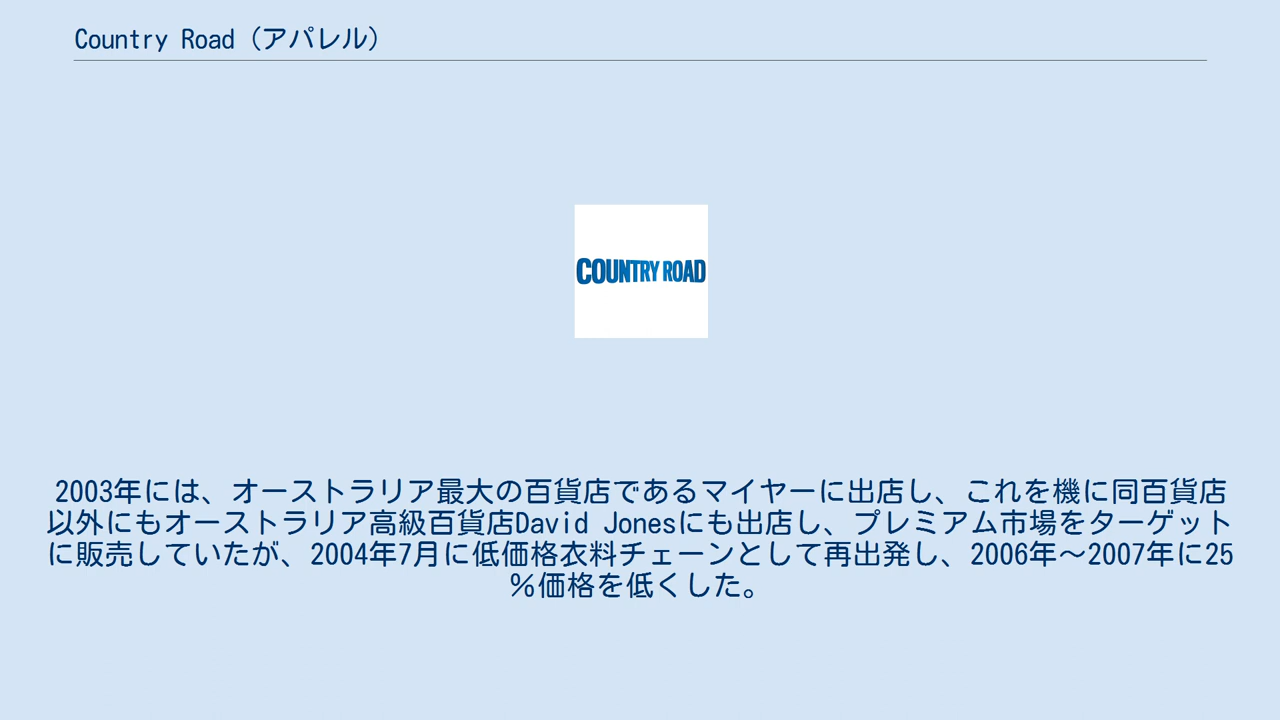 Country Road（アパレル）
COUNTRY ROAD
2003年には、オーストラリア最大の百貨店であるマイヤーに出店し、これを機に同百貨店
以外にもオーストラリア高級百貨店David Jonesにも出店し、プレミアム市場をターゲット
に販売していたが、2004年7月に低価格衣料チェーンとして再出発し、2006年～2007年に25
％価格を低くした。